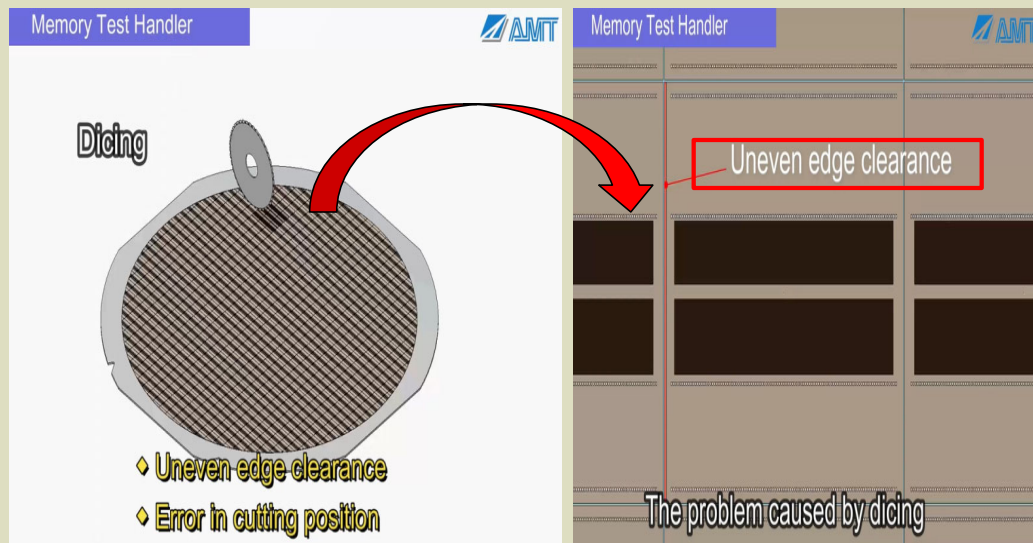 Memory Test Handler
AMT
Dicing
◆ Uneven edge clearance
◆ Error in cutting position
Memory Test Handler
AMT
Uneven edge clearance
The problem caused by dicing